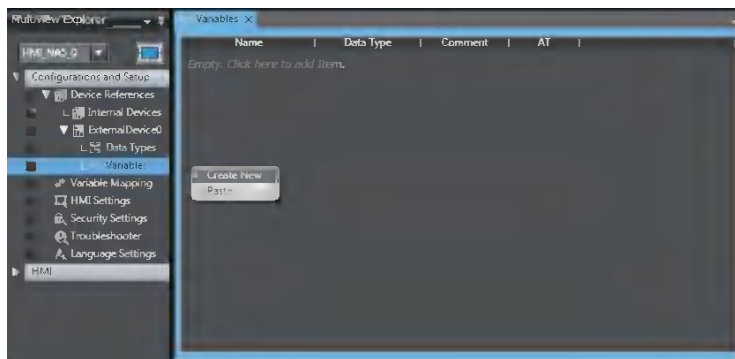 Multiview Explorer
HMI_NA5_0
Configurations and Setup
Device References
Internal Devices
ExternalDevice0
Data Types
Variables
Variable Mapping
HMI Settings
Security Settings
Troubleshooter
Language Settings
HMI
Variables
Name Data Type Comment AT
Empty. Click here to add Item.
Create New
Paste